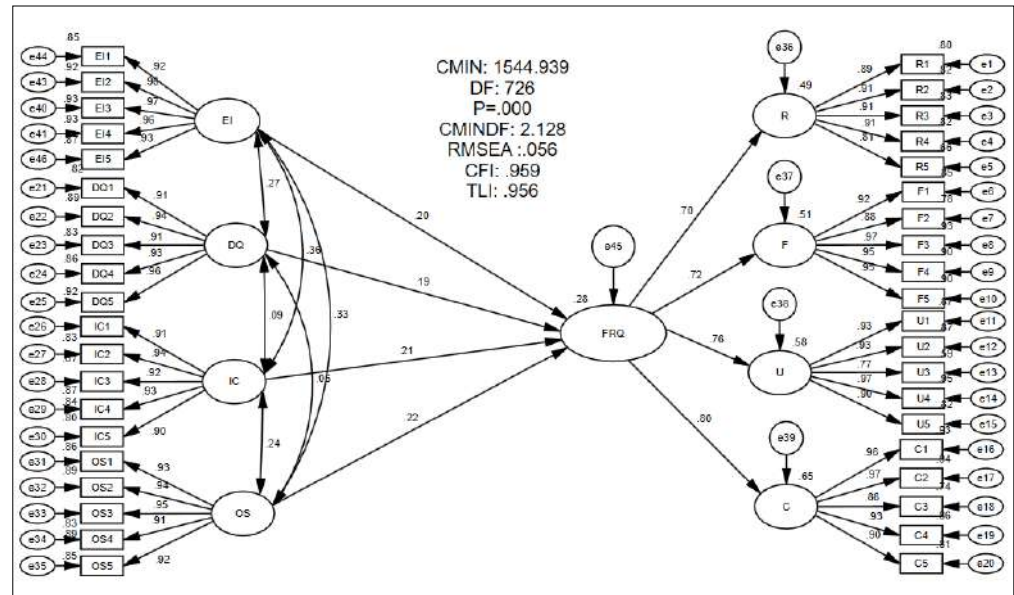 CMIN: 1544.939
DF: 726
P=.000
CMINDF: 2.128
RMSEA :.056
CFI: .959
TLI: .956
.85
e44 EI1 .92
.92
e43 EI2
.93
e40 EI3 .97
.93
e41 EI4 .96
.87
e46 EI5 .93
EI
.82
e21 DQ1 .91
.89
e22 DQ2 .94
.83
e23 DQ3 .91
.86
e24 DQ4 .93
.92
e25 DQ5 .96
DQ
.83
e26 IC1 .91
.87
e27 IC2 .94
e28 IC3 .92
.87
e29 IC4 .93
.80
e30 IC5 .90
IC
.86
e31 OS1 .93
.89
e32 OS2 .94
e33 OS3 .95
.83
e34 OS4 .91
.85
e35 OS5 .92
OS
.27
.36
.09
.33
.24
.20
.19
.21
.22
e45
.28
FRQ
.70
.72
.76
.80
e36
.49
R
.80
.89 R1 e1
.91 R2 e2
.91 R3 e3
.91 R4 e4
.81 R5 e5
e37
.51
F
.92 F1 e6
.88 F2 e7
.97 F3 e8
.95 F4 e9
.95 F5 e10
e38
.58
U
.93 U1 e11
.93 U2 e12
.77 U3 e13
.97 U4 e14
.90 U5 e15
e39
.65
C
C1 e16
.97 C2 e17
C3 e18
.93 C4 e19
.90 C5 e20